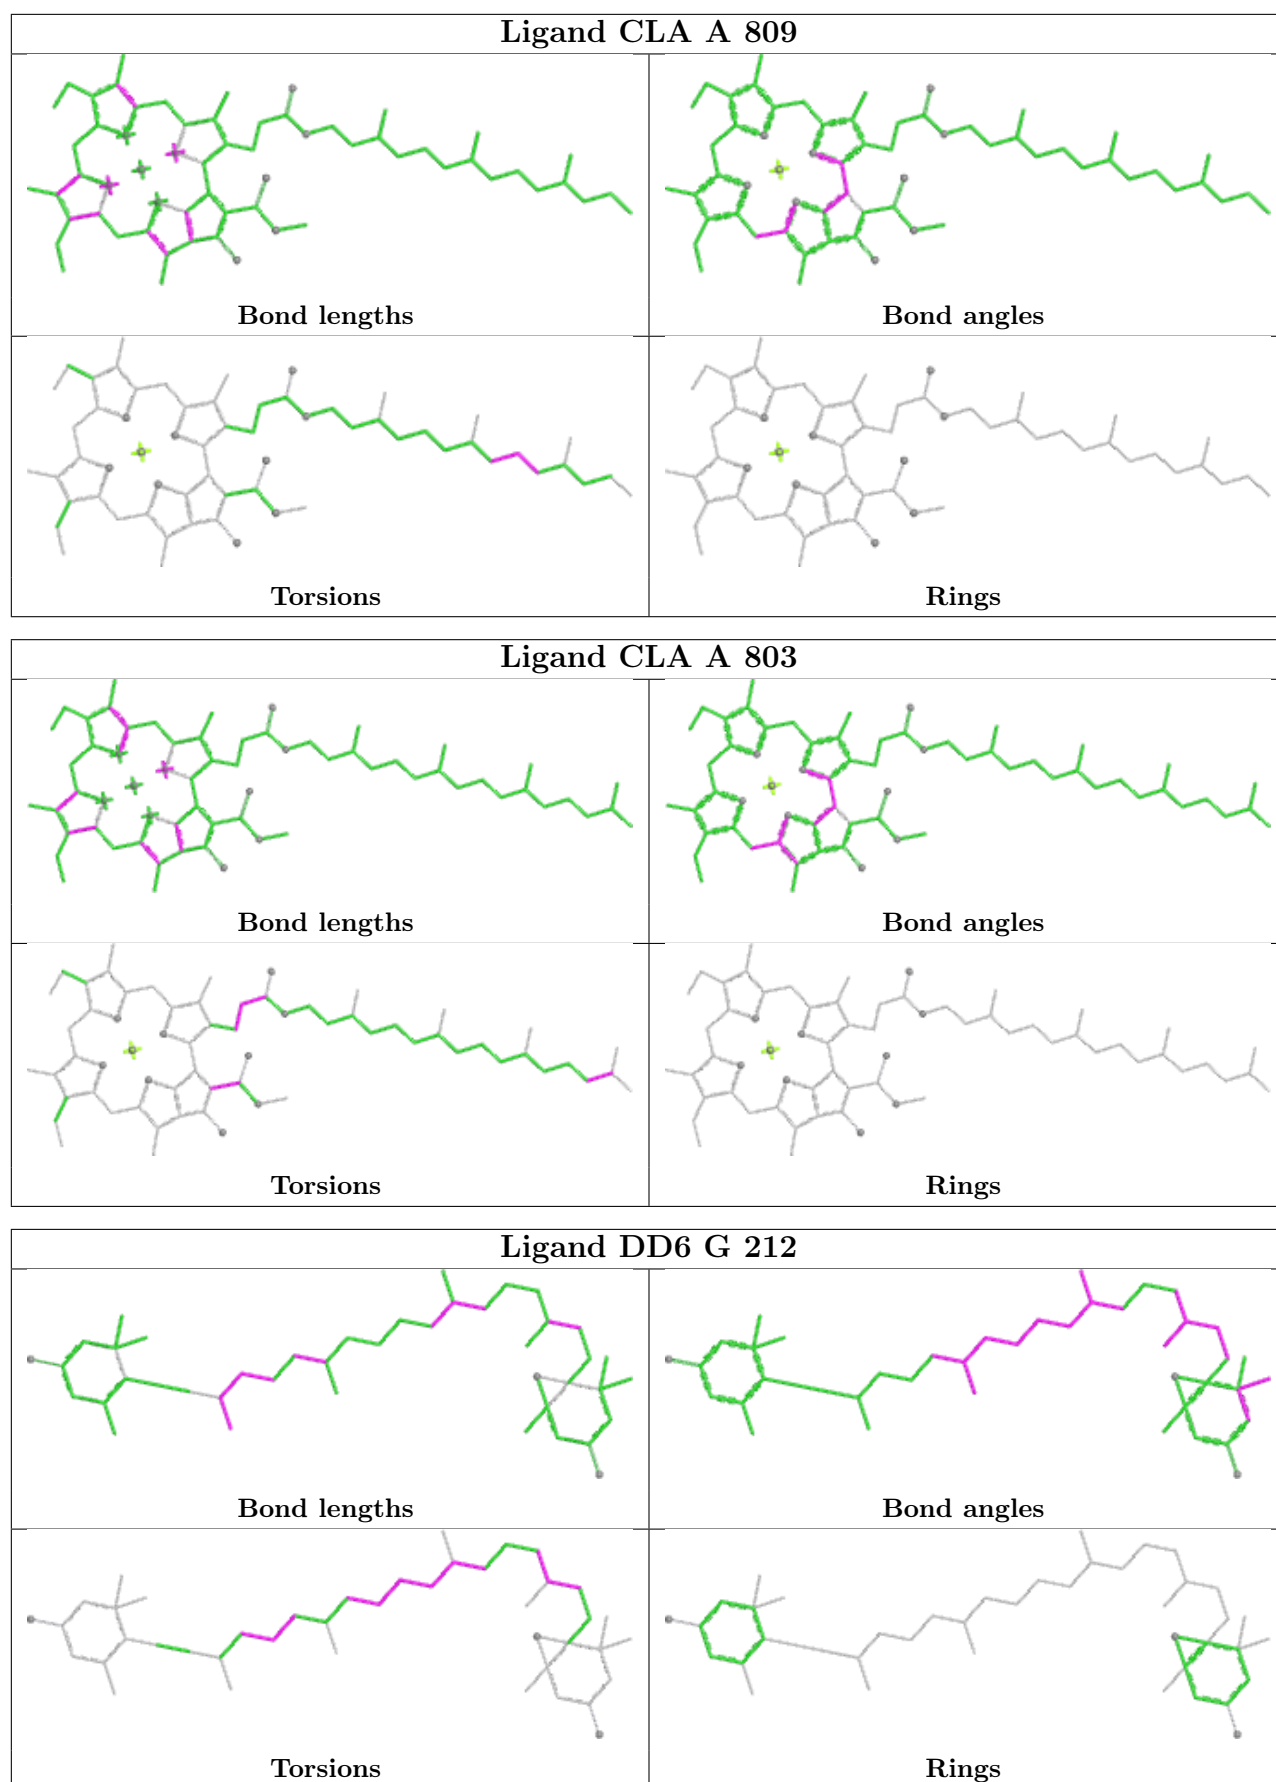 Ligand CLA A 809
Bond lengths
Bond angles
Torsions
Rings
Ligand CLA A 803
Bond lengths
Bond angles
Torsions
Rings
Ligand DD6 G 212
Bond lengths
Bond angles
Torsions
Rings